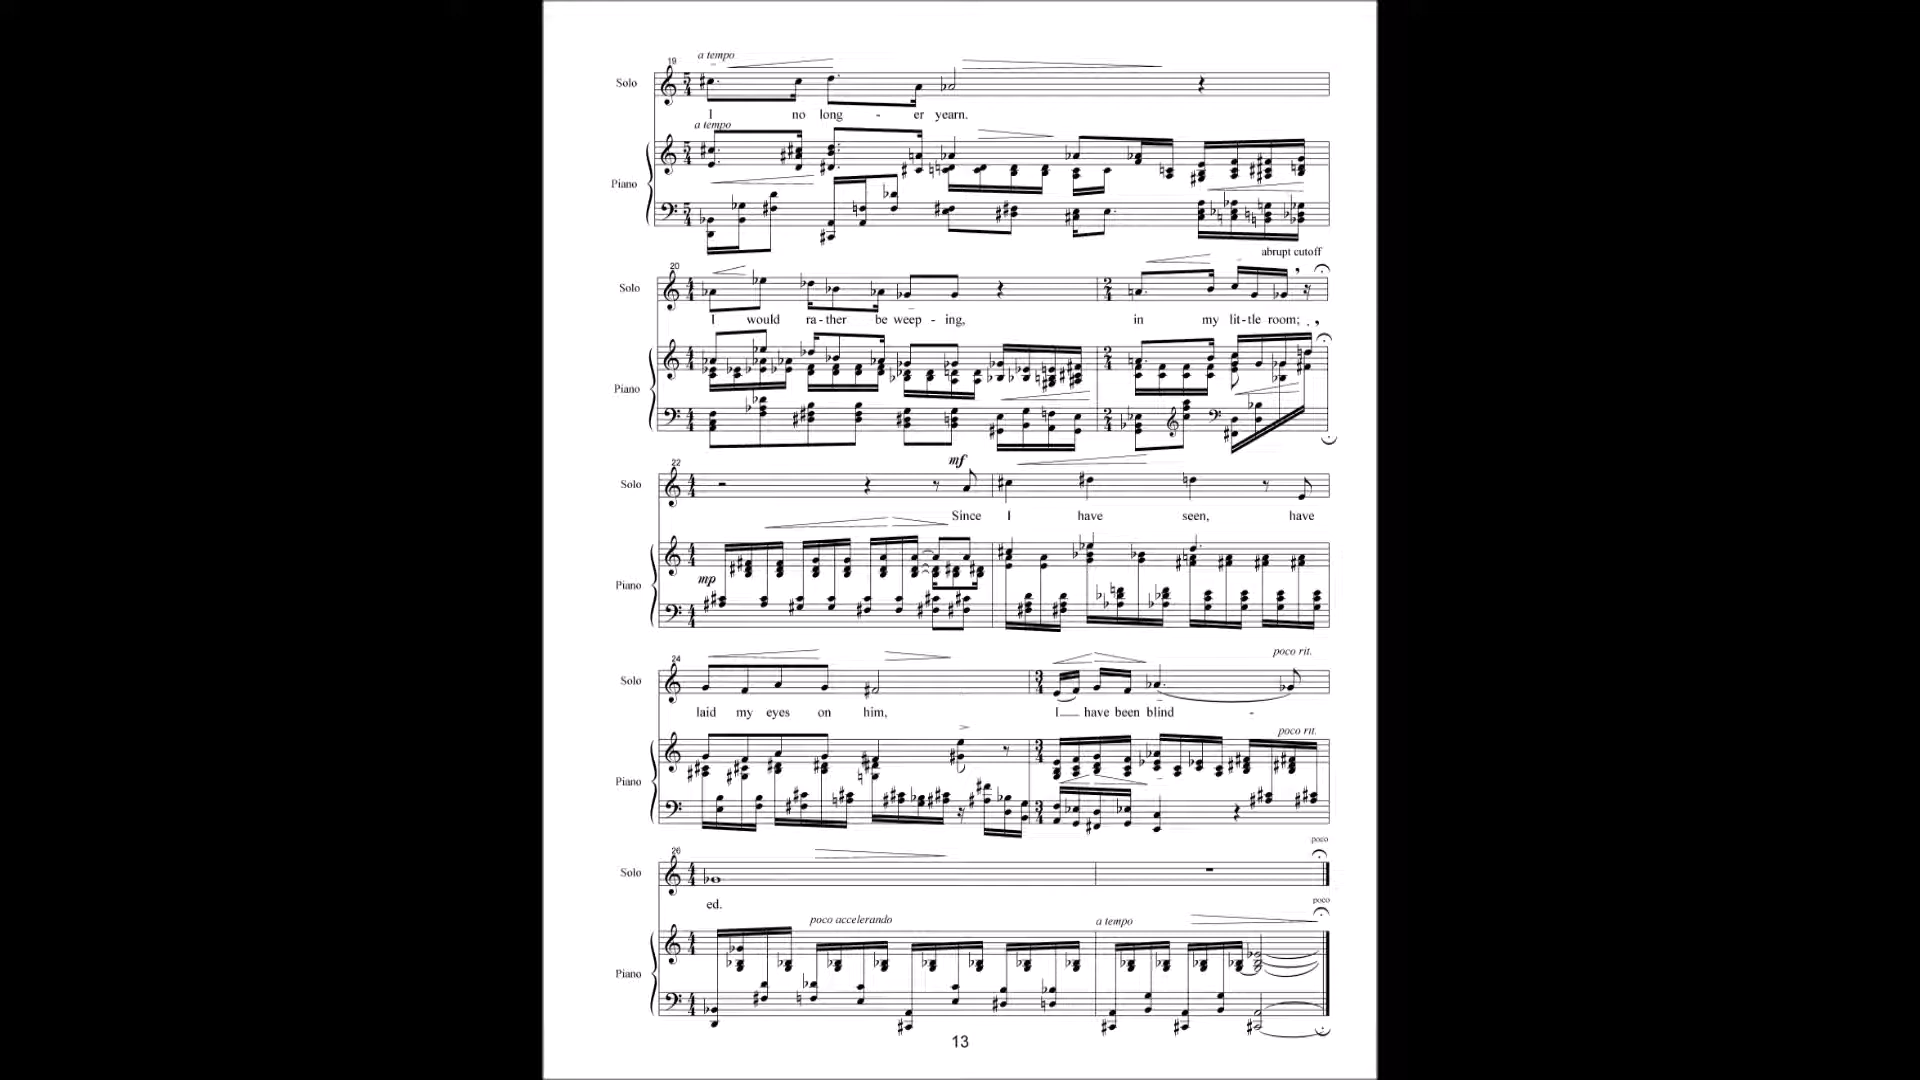 a tempo
19
Solo
I no long - er yearn.
a tempo
Piano
abrupt cutoff
20
Solo
I would ra - ther be weep - ing, in my lit - tle room;
Piano
22
mf
Solo
Since I have seen, have
mp
Piano
24
poco rit.
Solo
laid my eyes on him, I have been blind -
poco rit.
Piano
poco
26
Solo
ed.
poco
poco accelerando a tempo
Piano
13